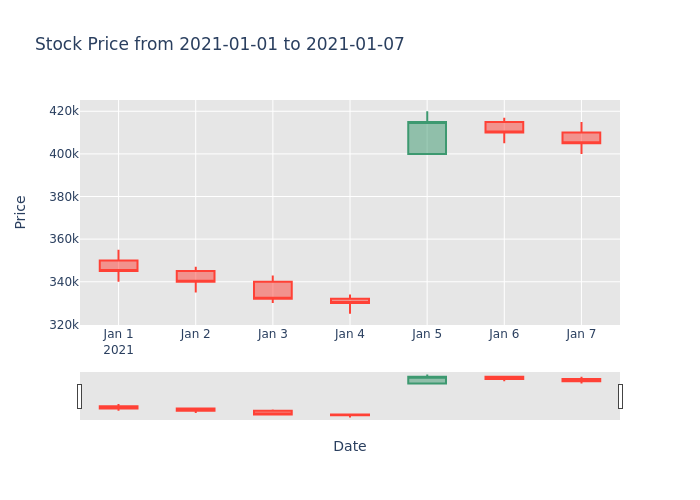 Stock Price from 2021-01-01 to 2021-01-07
Price
420k
400k
380k
360k
340k
320k
Jan 1 Jan 2 Jan 3 Jan 4 Jan 5 Jan 6 Jan 7
2021
Date